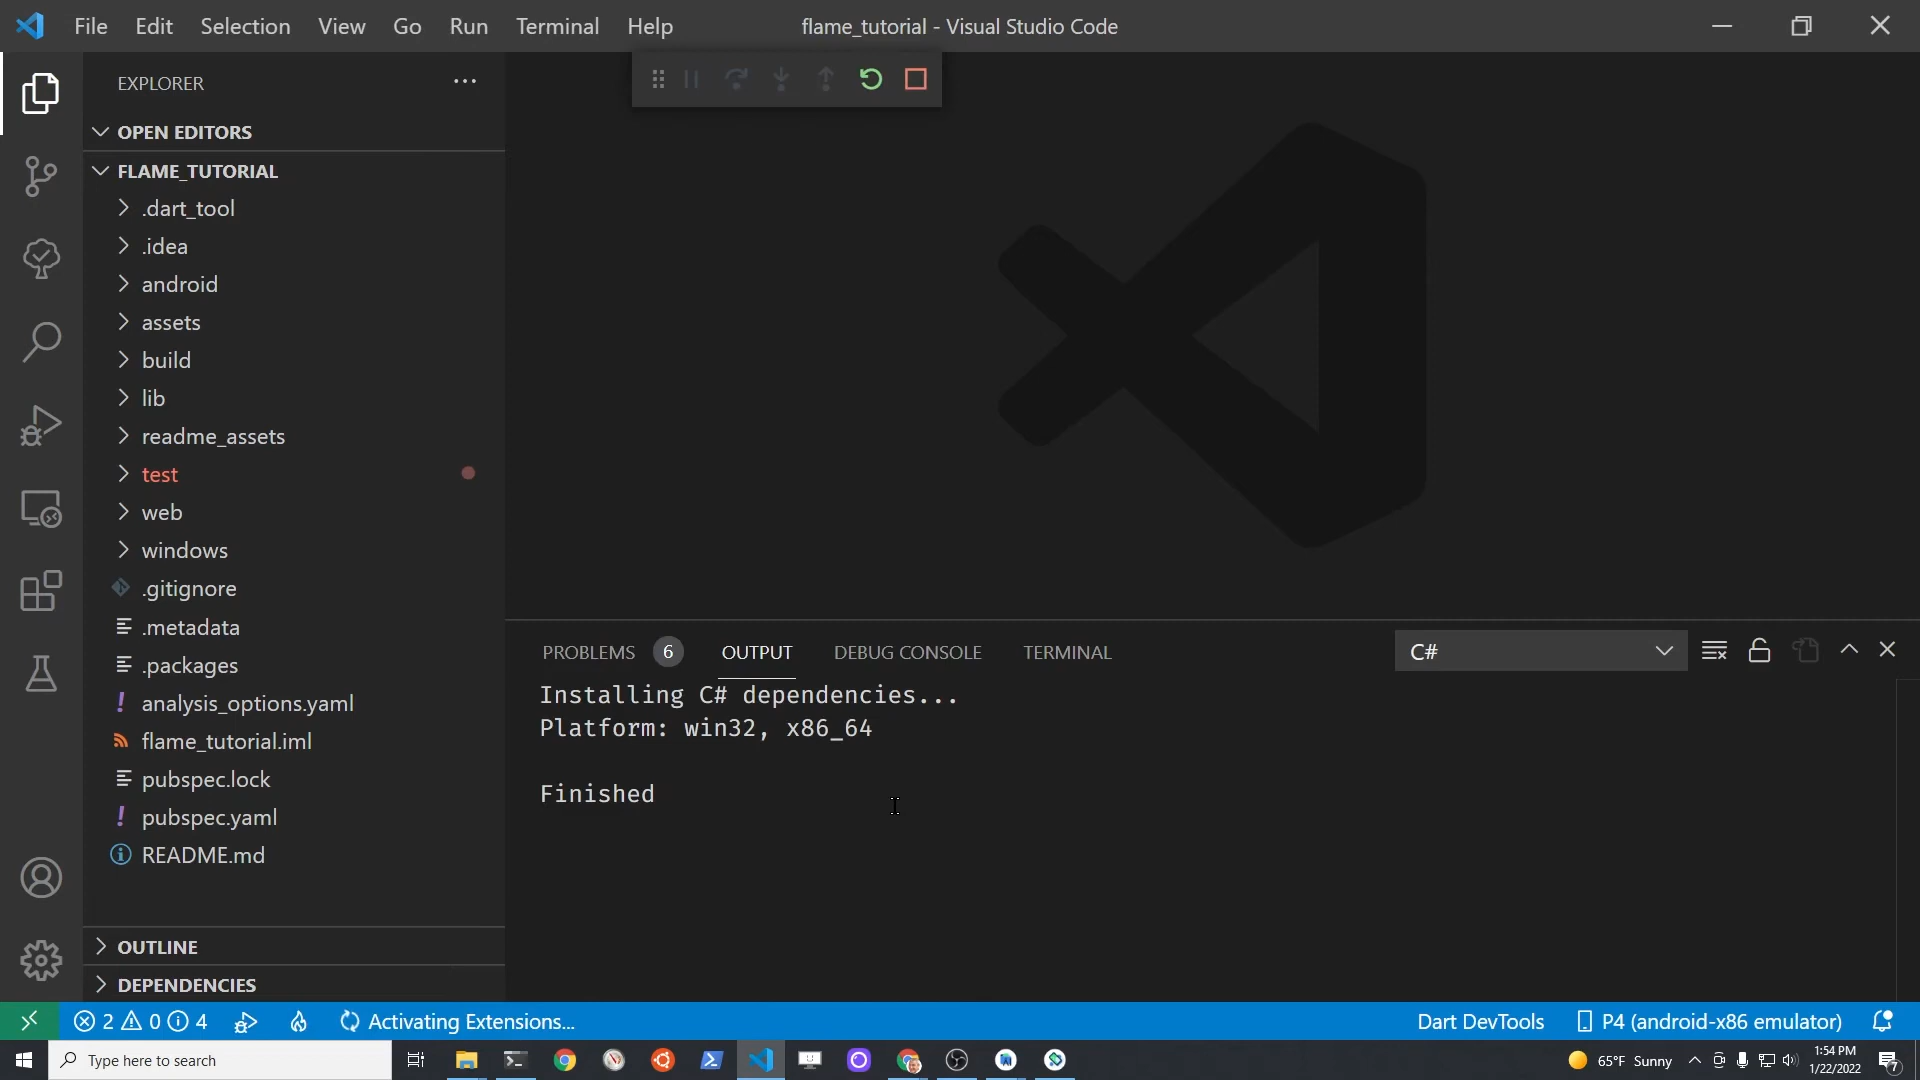 File Edit Selection View Go Run Terminal Help
flame_tutorial - Visual Studio Code
EXPLORER
OPEN EDITORS
FLAME_TUTORIAL
.dart_tool
.idea
android
assets
build
lib
readme_assets
test
web
windows
.gitignore
.metadata
.packages
analysis_options.yaml
flame_tutorial.iml
pubspec.lock
pubspec.yaml
README.md
OUTLINE
DEPENDENCIES
PROBLEMS 6 OUTPUT DEBUG CONSOLE TERMINAL C#
Installing C# dependencies...
Platform: win32, x86_64
Finished
2 0 4 Activating Extensions... Dart DevTools P4 (android-x86 emulator)
Type here to search
65°F Sunny
1:54 PM
1/22/2022
7